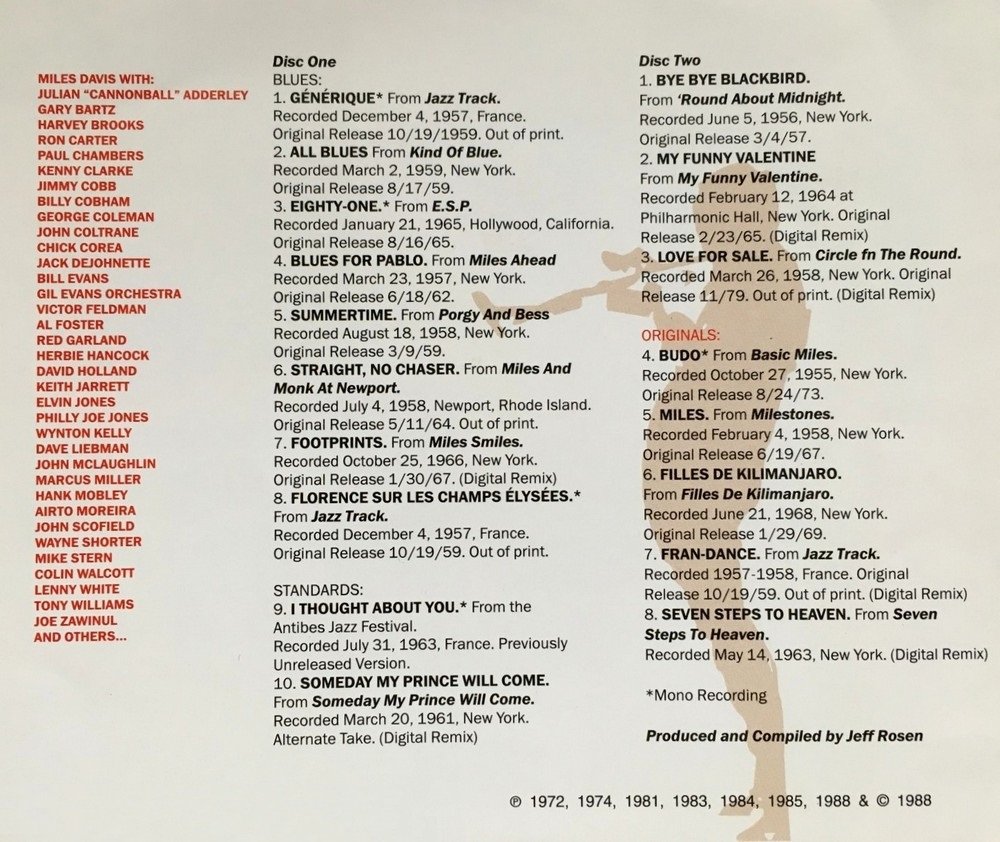 MILES DAVIS WITH:
JULIAN “CANNONBALL” ADDERLEY
GARY BARTZ
HARVEY BROOKS
RON CARTER
PAUL CHAMBERS
KENNY CLARKE
JIMMY COBB
BILLY COBHAM
GEORGE COLEMAN
JOHN COLTRANE
CHICK COREA
JACK DEJOHNETTE
BILL EVANS
GIL EVANS ORCHESTRA
VICTOR FELDMAN
AL FOSTER
RED GARLAND
HERBIE HANCOCK
DAVID HOLLAND
KEITH JARRETT
ELVIN JONES
PHILLY JOE JONES
WYNTON KELLY
DAVE LIEBMAN
JOHN MCLAUGHLIN
MARCUS MILLER
HANK MOBLEY
AIRTO MOREIRA
JOHN SCOFIELD
WAYNE SHORTER
MIKE STERN
COLIN WALCOTT
LENNY WHITE
TONY WILLIAMS
JOE ZAWINUL
AND OTHERS...
Disc One
BLUES:
1. GÉNÉRIQUE* From Jazz Track.
Recorded December 4, 1957, France.
Original Release 10/19/1959. Out of print.
2. ALL BLUES From Kind Of Blue.
Recorded March 2, 1959, New York.
Original Release 8/17/59.
3. EIGHTY-ONE.* From E.S.P.
Recorded January 21, 1965, Hollywood, California.
Original Release 8/16/65.
4. BLUES FOR PABLO. From Miles Ahead
Recorded March 23, 1957, New York.
Original Release 6/18/62.
5. SUMMERTIME. From Porgy And Bess
Recorded August 18, 1958, New York.
Original Release 3/9/59.
6. STRAIGHT, NO CHASER. From Miles And
Monk At Newport.
Recorded July 4, 1958, Newport, Rhode Island.
Original Release 5/11/64. Out of print.
7. FOOTPRINTS. From Miles Smiles.
Recorded October 25, 1966, New York.
Original Release 1/30/67. (Digital Remix)
8. FLORENCE SUR LES CHAMPS ÉLYSÉES.*
From Jazz Track.
Recorded December 4, 1957, France.
Original Release 10/19/59. Out of print.
STANDARDS:
9. I THOUGHT ABOUT YOU.* From the
Antibes Jazz Festival.
Recorded July 31, 1963, France. Previously
Unreleased Version.
10. SOMEDAY MY PRINCE WILL COME.
From Someday My Prince Will Come.
Recorded March 20, 1961, New York.
Alternate Take. (Digital Remix)
Disc Two
1. BYE BYE BLACKBIRD.
From ‘Round About Midnight.
Recorded June 5, 1956, New York.
Original Release 3/4/57.
2. MY FUNNY VALENTINE
From My Funny Valentine.
Recorded February 12, 1964 at
Philharmonic Hall, New York. Original
Release 2/23/65. (Digital Remix)
3. LOVE FOR SALE. From Circle fn The Round.
Recorded March 26, 1958, New York. Original
Release 11/79. Out of print. (Digital Remix)
ORIGINALS:
4. BUDO* From Basic Miles.
Recorded October 27, 1955, New York.
Original Release 8/24/73.
5. MILES. From Milestones.
Recorded February 4, 1958, New York.
Original Release 6/19/67.
6. FILLES DE KILIMANJARO.
From Filles De Kilimanjaro.
Recorded June 21, 1968, New York.
Original Release 1/29/69.
7. FRAN-DANCE. From Jazz Track.
Recorded 1957-1958, France. Original
Release 10/19/59. Out of print. (Digital Remix)
8. SEVEN STEPS TO HEAVEN. From Seven
Steps To Heaven.
Recorded May 14, 1963, New York. (Digital Remix)
*Mono Recording
Produced and Compiled by Jeff Rosen
℗ 1972, 1974, 1981, 1983, 1984, 1985, 1988 & © 1988